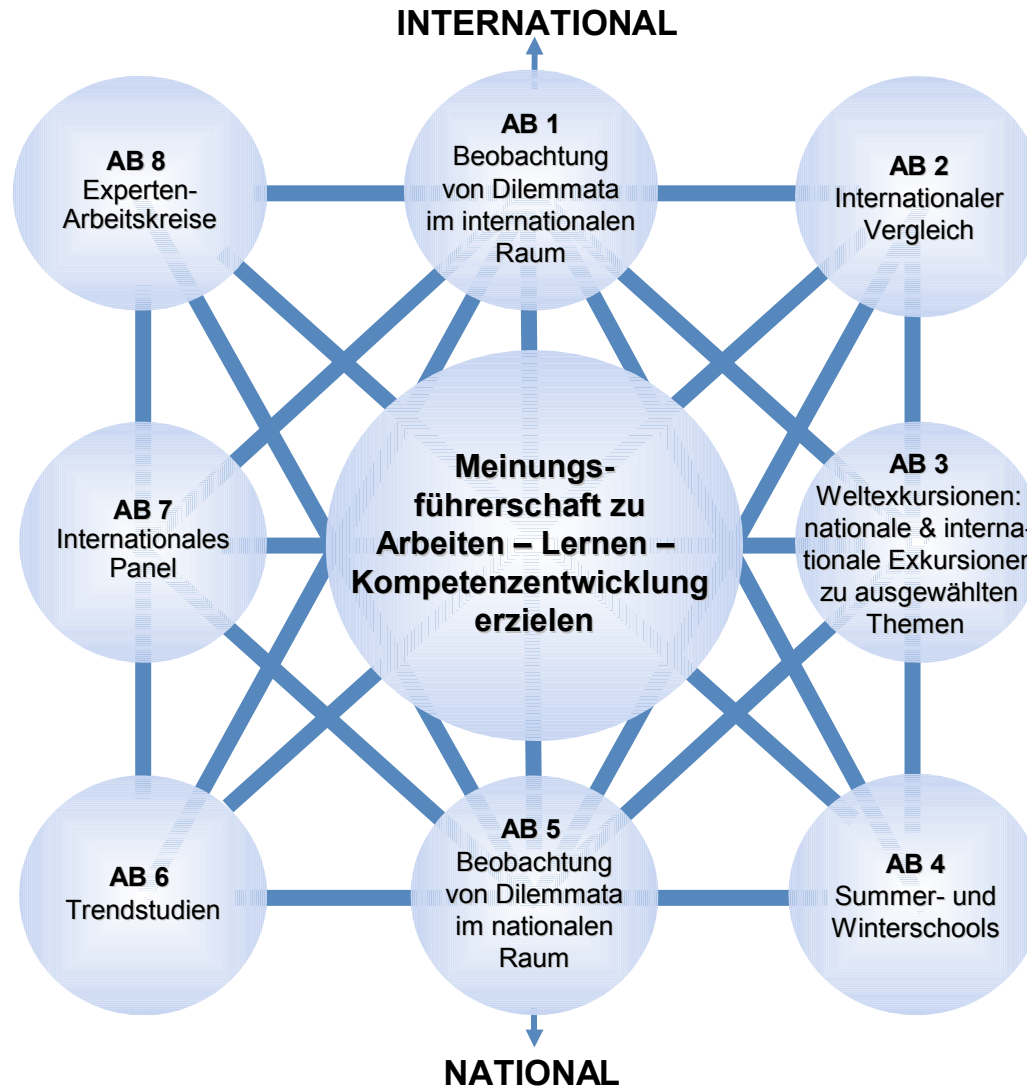 INTERNATIONAL
AB 8
Experten-
Arbeitskreise
AB 1
Beobachtung
von Dilemmata
im internationalen
Raum
AB 2
Internationaler
Vergleich
AB 7
Internationales
Panel
Meinungs-
führerschaft zu
Arbeiten – Lernen –
Kompetenzentwicklung
erzielen
AB 3
Weltexkursionen:
nationale & interna-
tionale Exkursionen
zu ausgewählten
Themen
AB 6
Trendstudien
AB 5
Beobachtung
von Dilemmata
im nationalen
Raum
AB 4
Summer- und
Winterschools
NATIONAL